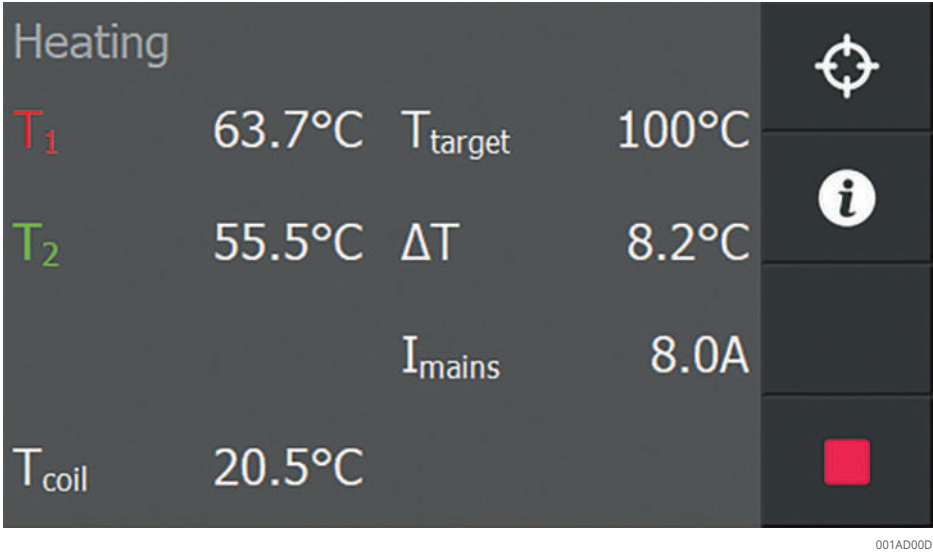 Heating
T1 63.7°C Ttarget 100°C
T2 55.5°C ΔT 8.2°C
Imains 8.0A
Tcoil 20.5°C
i
001AD00D